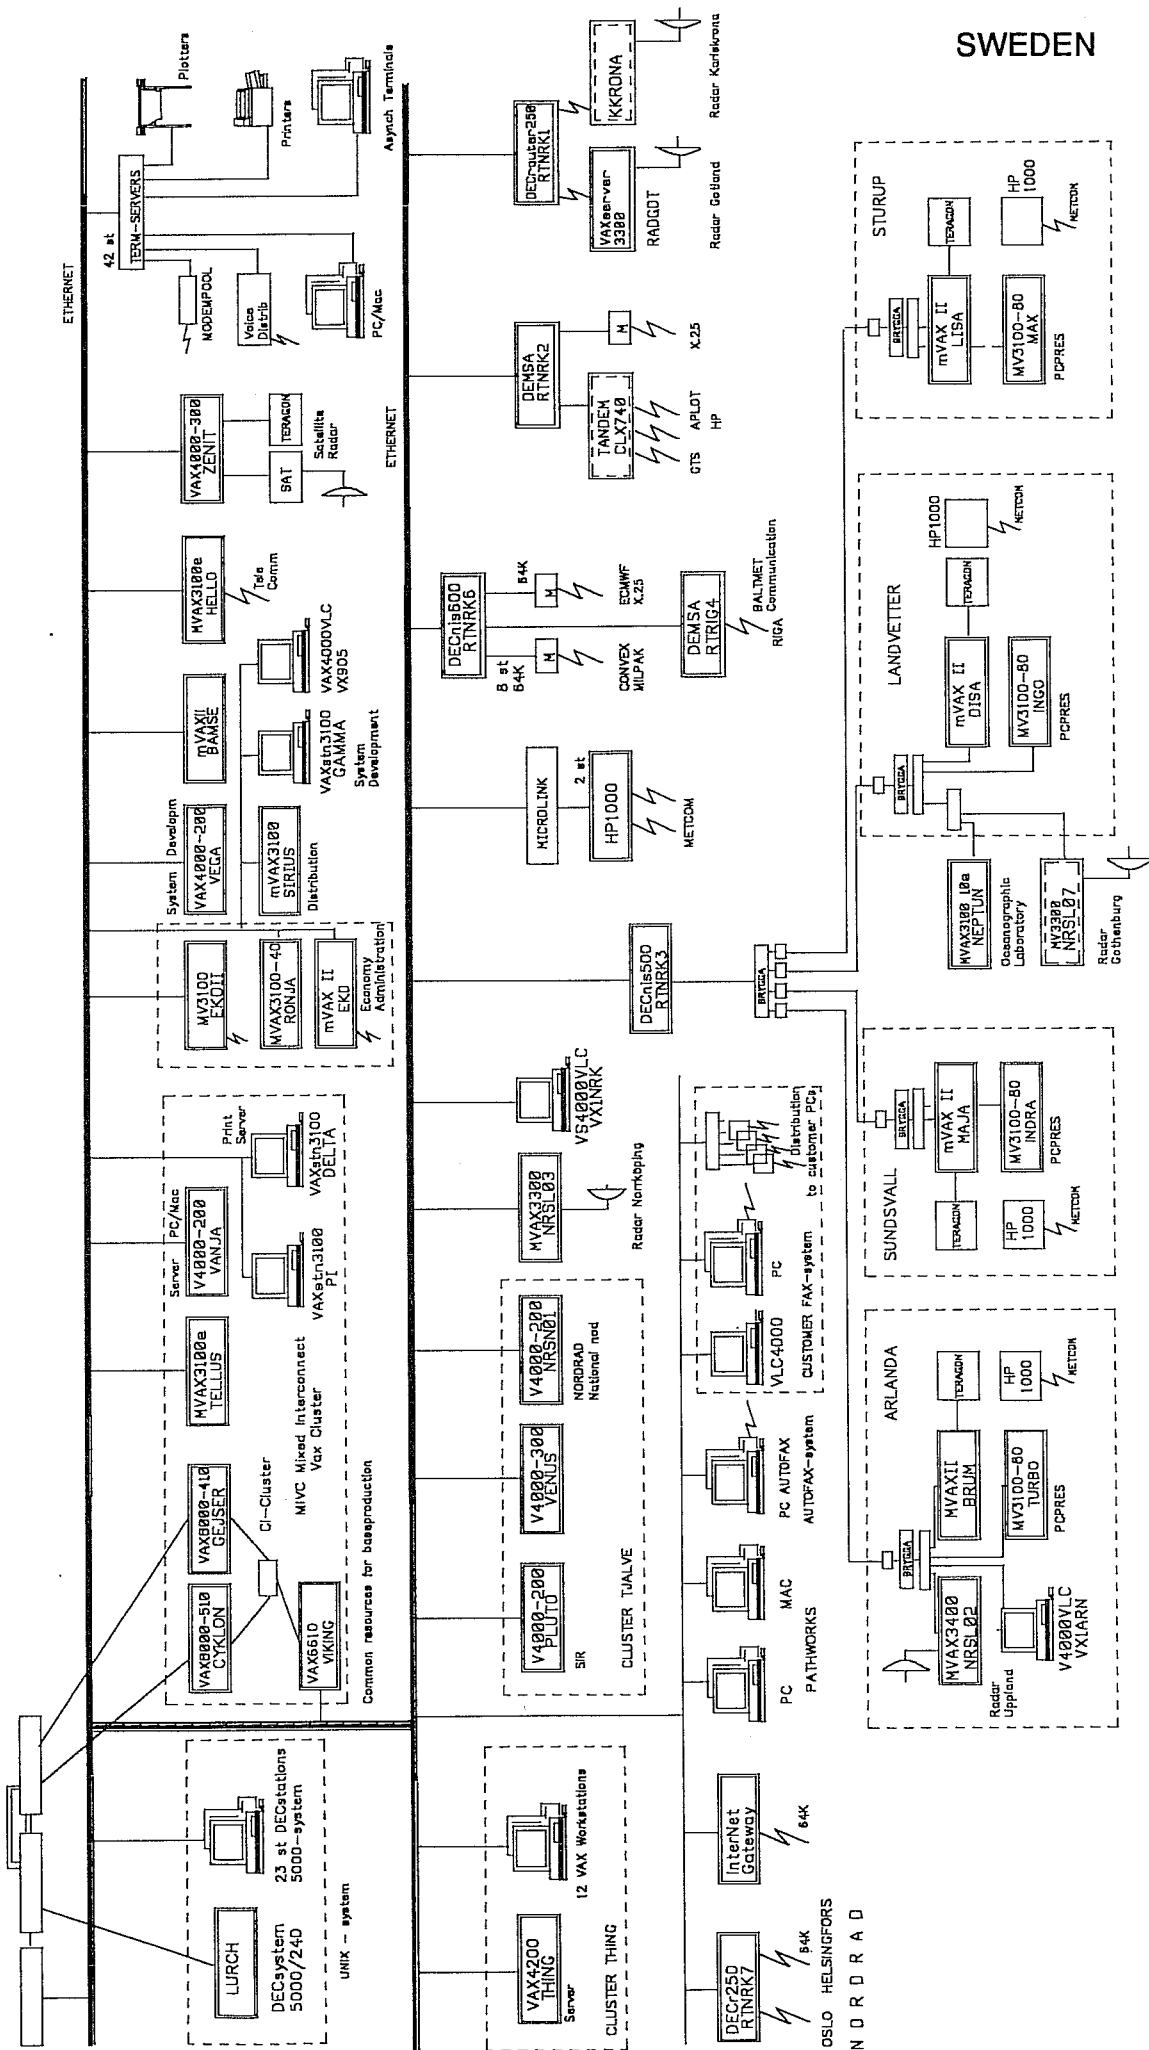 SWEDEN
ETHERNET
42 st
TERM-SERVERS
Plotters
Printers
Asynch Terminals
MODEMPOOL
Voice
Distrib
PC/Mac
VAX4000-300
ZENIT
SAT
TERAGON
Satellite
Radar
MVAX3100e
HELLO
Tele
Comm
mVAXII
BAMSE
VAX4000VLC
VX905
VAXstn3100
GAMMA
System
Development
System Developm
VAX4000-200
VEGA
mVAX3100
SIRIUS
Distribution
MV3100
EKOII
MVAX3100-40
RONJA
mVAX II
EKO
Economy
Administration
Print
Server
VAXstn3100
DELTA
Server PC/Mac
V4000-200
VANJA
VAXstn3100
PI
MVAX3100e
TELLUS
MIVC Mixed Interconnect
Vax Cluster
CI-Cluster
VAX8000-410
GEJSER
VAX8000-510
CYKLON
VAX6610
VIKING
Common resources for baseproduction
23 st DECstations
5000-system
LURCH
DECsystem
5000/240
UNIX - system
ETHERNET
DECrouter250
RTNRK1
KKRONA
Radar Karlskrona
VAXserver
3300
RADGOT
Radar Gotland
DEMSA
RTNRK2
M
X.25
TANDEM
CLX740
GTS
APLOT
HP
DECnis600
RTNRK6
64K
M
ECMWF
X.25
8 st
64K
M
CONVEX
MILPAK
DEMSA
RTRIG4
BALTMET
Communication
RIGA
MICROLINK
2 st
HP1000
METCOM
DECnis500
RTNRK3
BRYGGA
VS4000VLC
VX1NRK
MVAX3300
NRSL03
Radar Norrkoping
V4000-200
NRSN01
NORDRAD
National nod
V4000-300
VENUS
V4000-200
PLUTO
SIR
CLUSTER TJALVE
12 VAX Workstations
VAX4200
THING
Server
CLUSTER THING
Distribution
to customer PCs
PC
VLC4000
CUSTOMER FAX-system
PC AUTOFAX
AUTOFAX-system
MAC
PC
PATHWORKS
InterNet
Gateway
64K
DECr250
RTNRK7
64K
OSLO HELSINGFORS
N O R D R A D
STURUP
BRYGGA
mVAX II
LISA
TERAGON
MV3100-80
MAX
PCPRES
HP
1000
METCOM
LANDVETTER
BRYGGA
mVAX II
DISA
TERAGON
HP1000
METCOM
MV3100-80
INGO
PCPRES
MVAX3100 10e
NEPTUN
Oceanographic
Laboratory
MV3300
NRSL07
Radar
Gothenburg
SUNDSVALL
BRYGGA
mVAX II
MAJA
TERAGON
MV3100-80
INDRA
PCPRES
HP
1000
METCOM
ARLANDA
BRYGGA
MVAXII
BRUM
TERAGON
HP
1000
METCOM
MV3100-80
TURBO
PCPRES
MVAX3400
NRSL02
Radar
Uppland
V4000VLC
VX1ARN